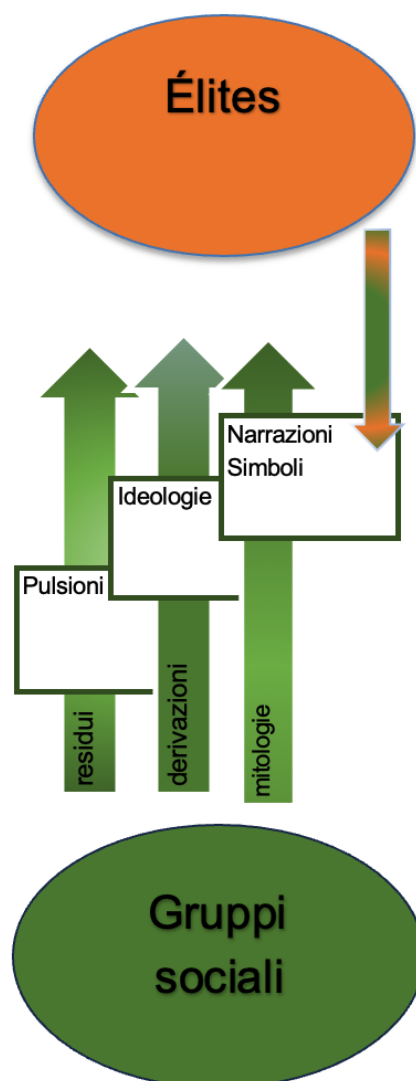 Élites
Narrazioni
Simboli
Ideologie
Pulsioni
residui
derivazioni
mitologie
Gruppi
sociali